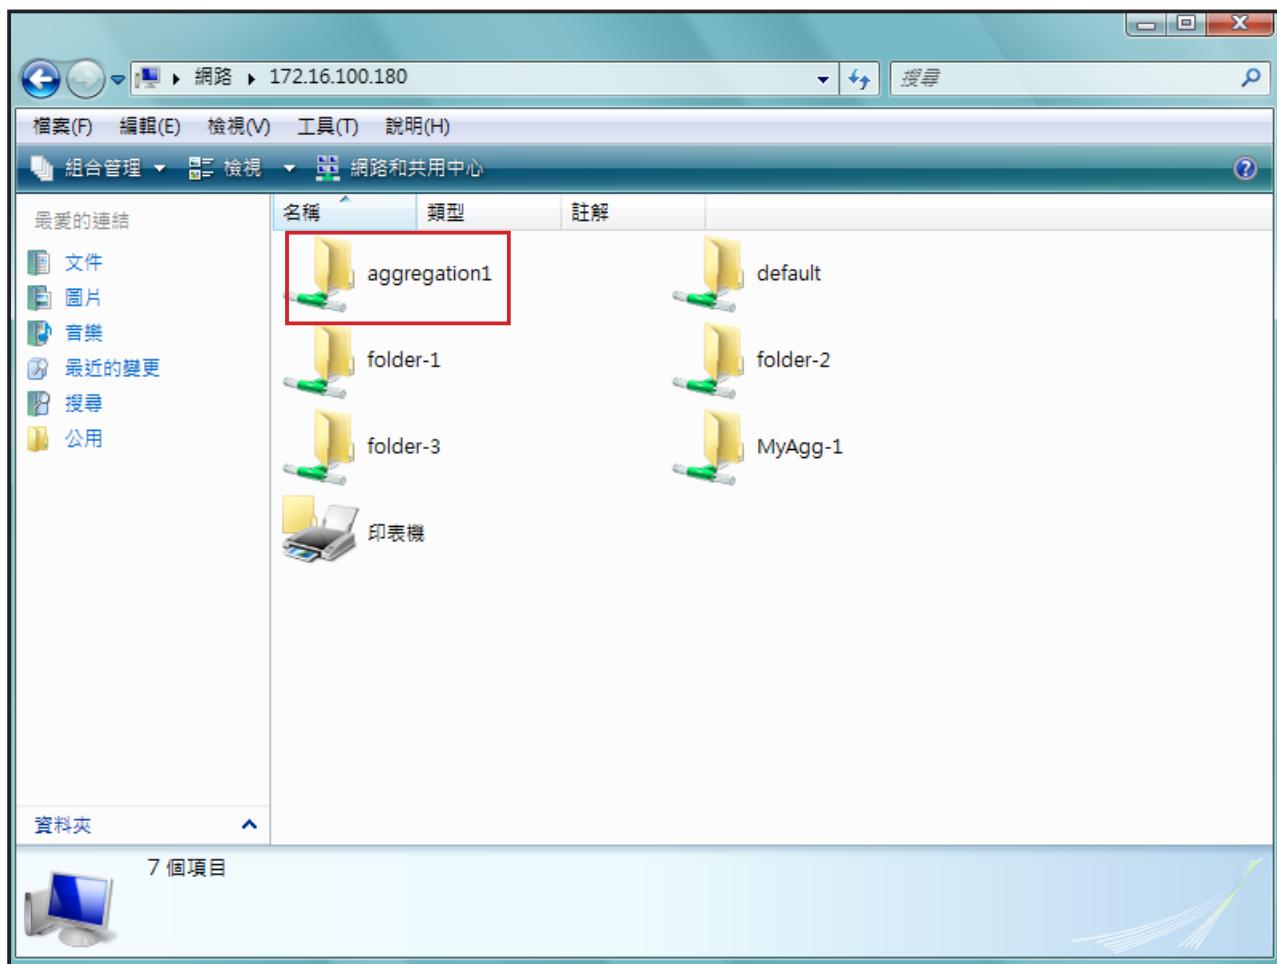 網路 172.16.100.180 搜尋
檔案(F) 編輯(E) 檢視(V) 工具(T) 說明(H)
組合管理 檢視 網路和共用中心
最愛的連結
文件
圖片
音樂
最近的變更
搜尋
公用
資料夾
名稱 類型 註解
aggregation1 default
folder-1 folder-2
folder-3 MyAgg-1
印表機
7 個項目